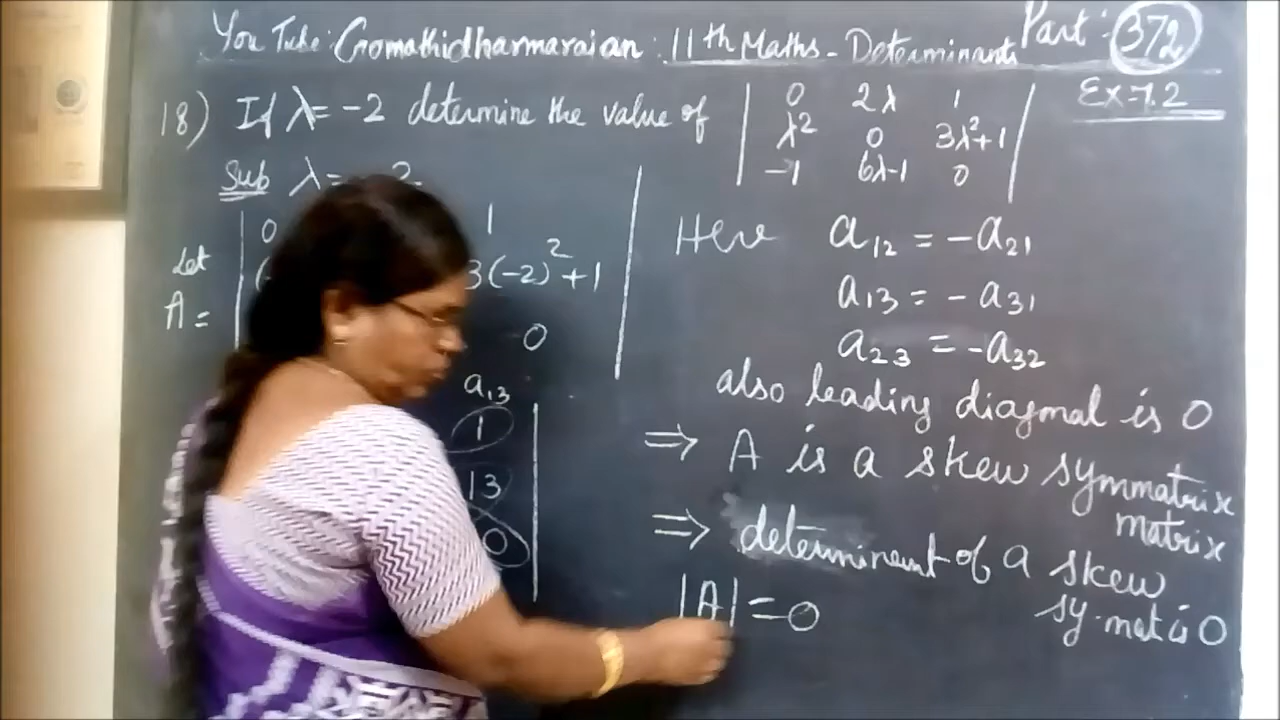 You Tube: Gomathidharmaraian : 11th Maths - Determinants Part: 372
Ex-7.2
18) If λ = -2 determine the value of
| 0 2λ 1 |
| λ² 0 3λ²+1 |
| -1 6λ-1 0 |
Sub λ =
Let
A =
0 1
3(-2)²+1
0
a₁₃
1
13
0
Here a₁₂ = -a₂₁
a₁₃ = -a₃₁
a₂₃ = -a₃₂
also leading diagonal is 0
⇒ A is a skew symmatrix
matrix
⇒ determinent of a skew
sy.mat is 0
|A| = 0